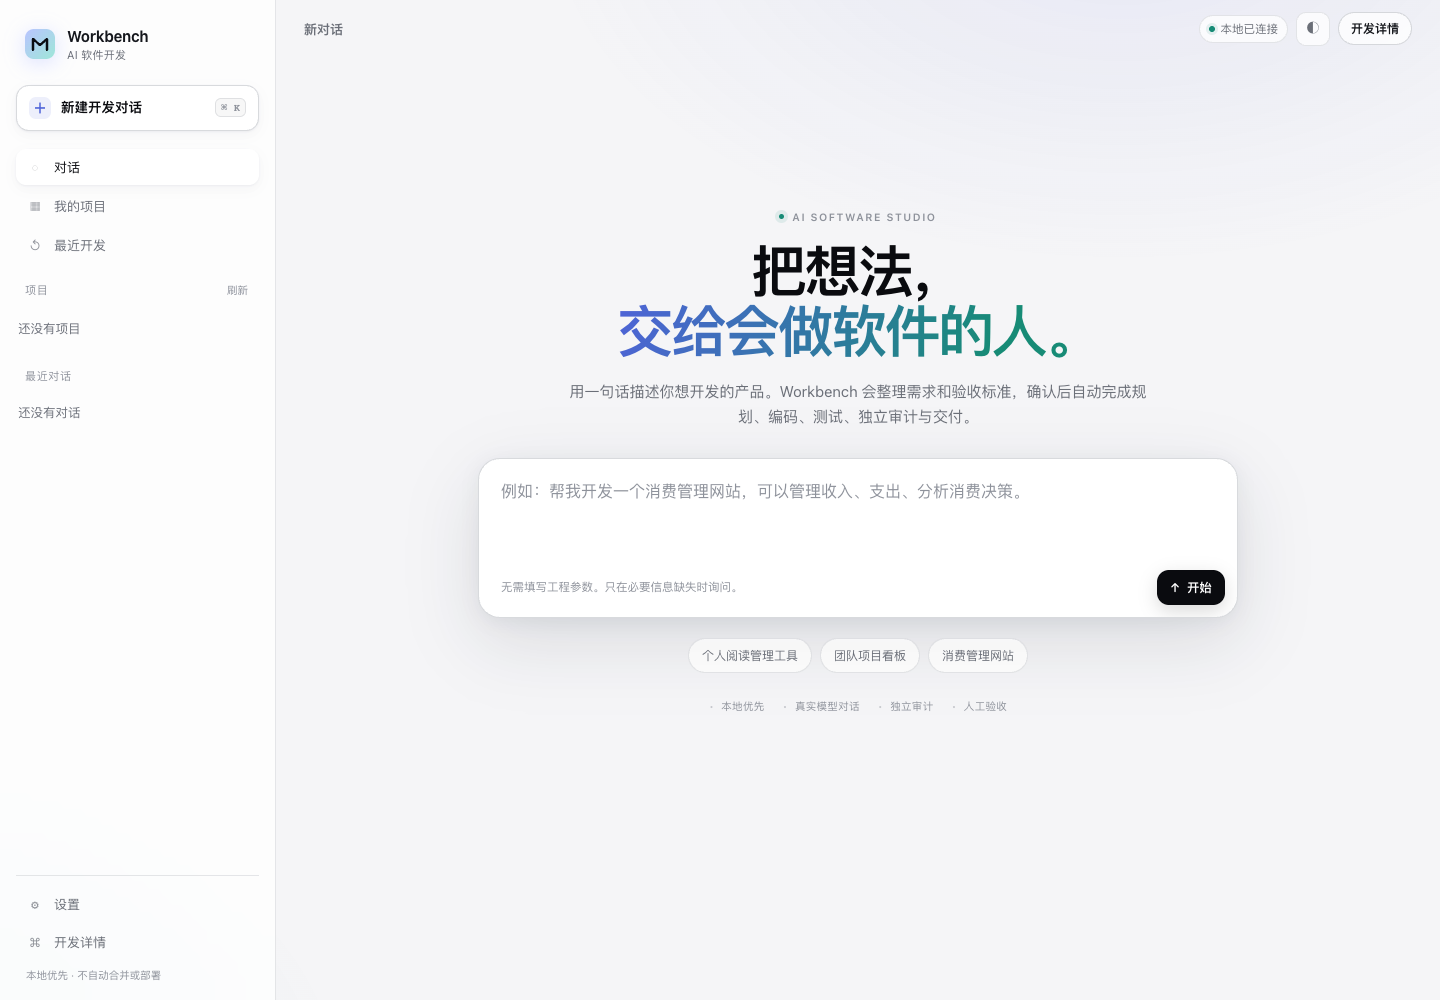 Workbench
AI 软件开发
新建开发对话
⌘ K
对话
我的项目
最近开发
项目
刷新
还没有项目
最近对话
还没有对话
设置
开发详情
本地优先 · 不自动合并或部署
新对话
本地已连接
开发详情
AI SOFTWARE STUDIO
把想法，
交给会做软件的人。
用一句话描述你想开发的产品。Workbench 会整理需求和验收标准，确认后自动完成规
划、编码、测试、独立审计与交付。
例如：帮我开发一个消费管理网站，可以管理收入、支出、分析消费决策。
无需填写工程参数。只在必要信息缺失时询问。
↑ 开始
个人阅读管理工具
团队项目看板
消费管理网站
· 本地优先 · 真实模型对话 · 独立审计 · 人工验收